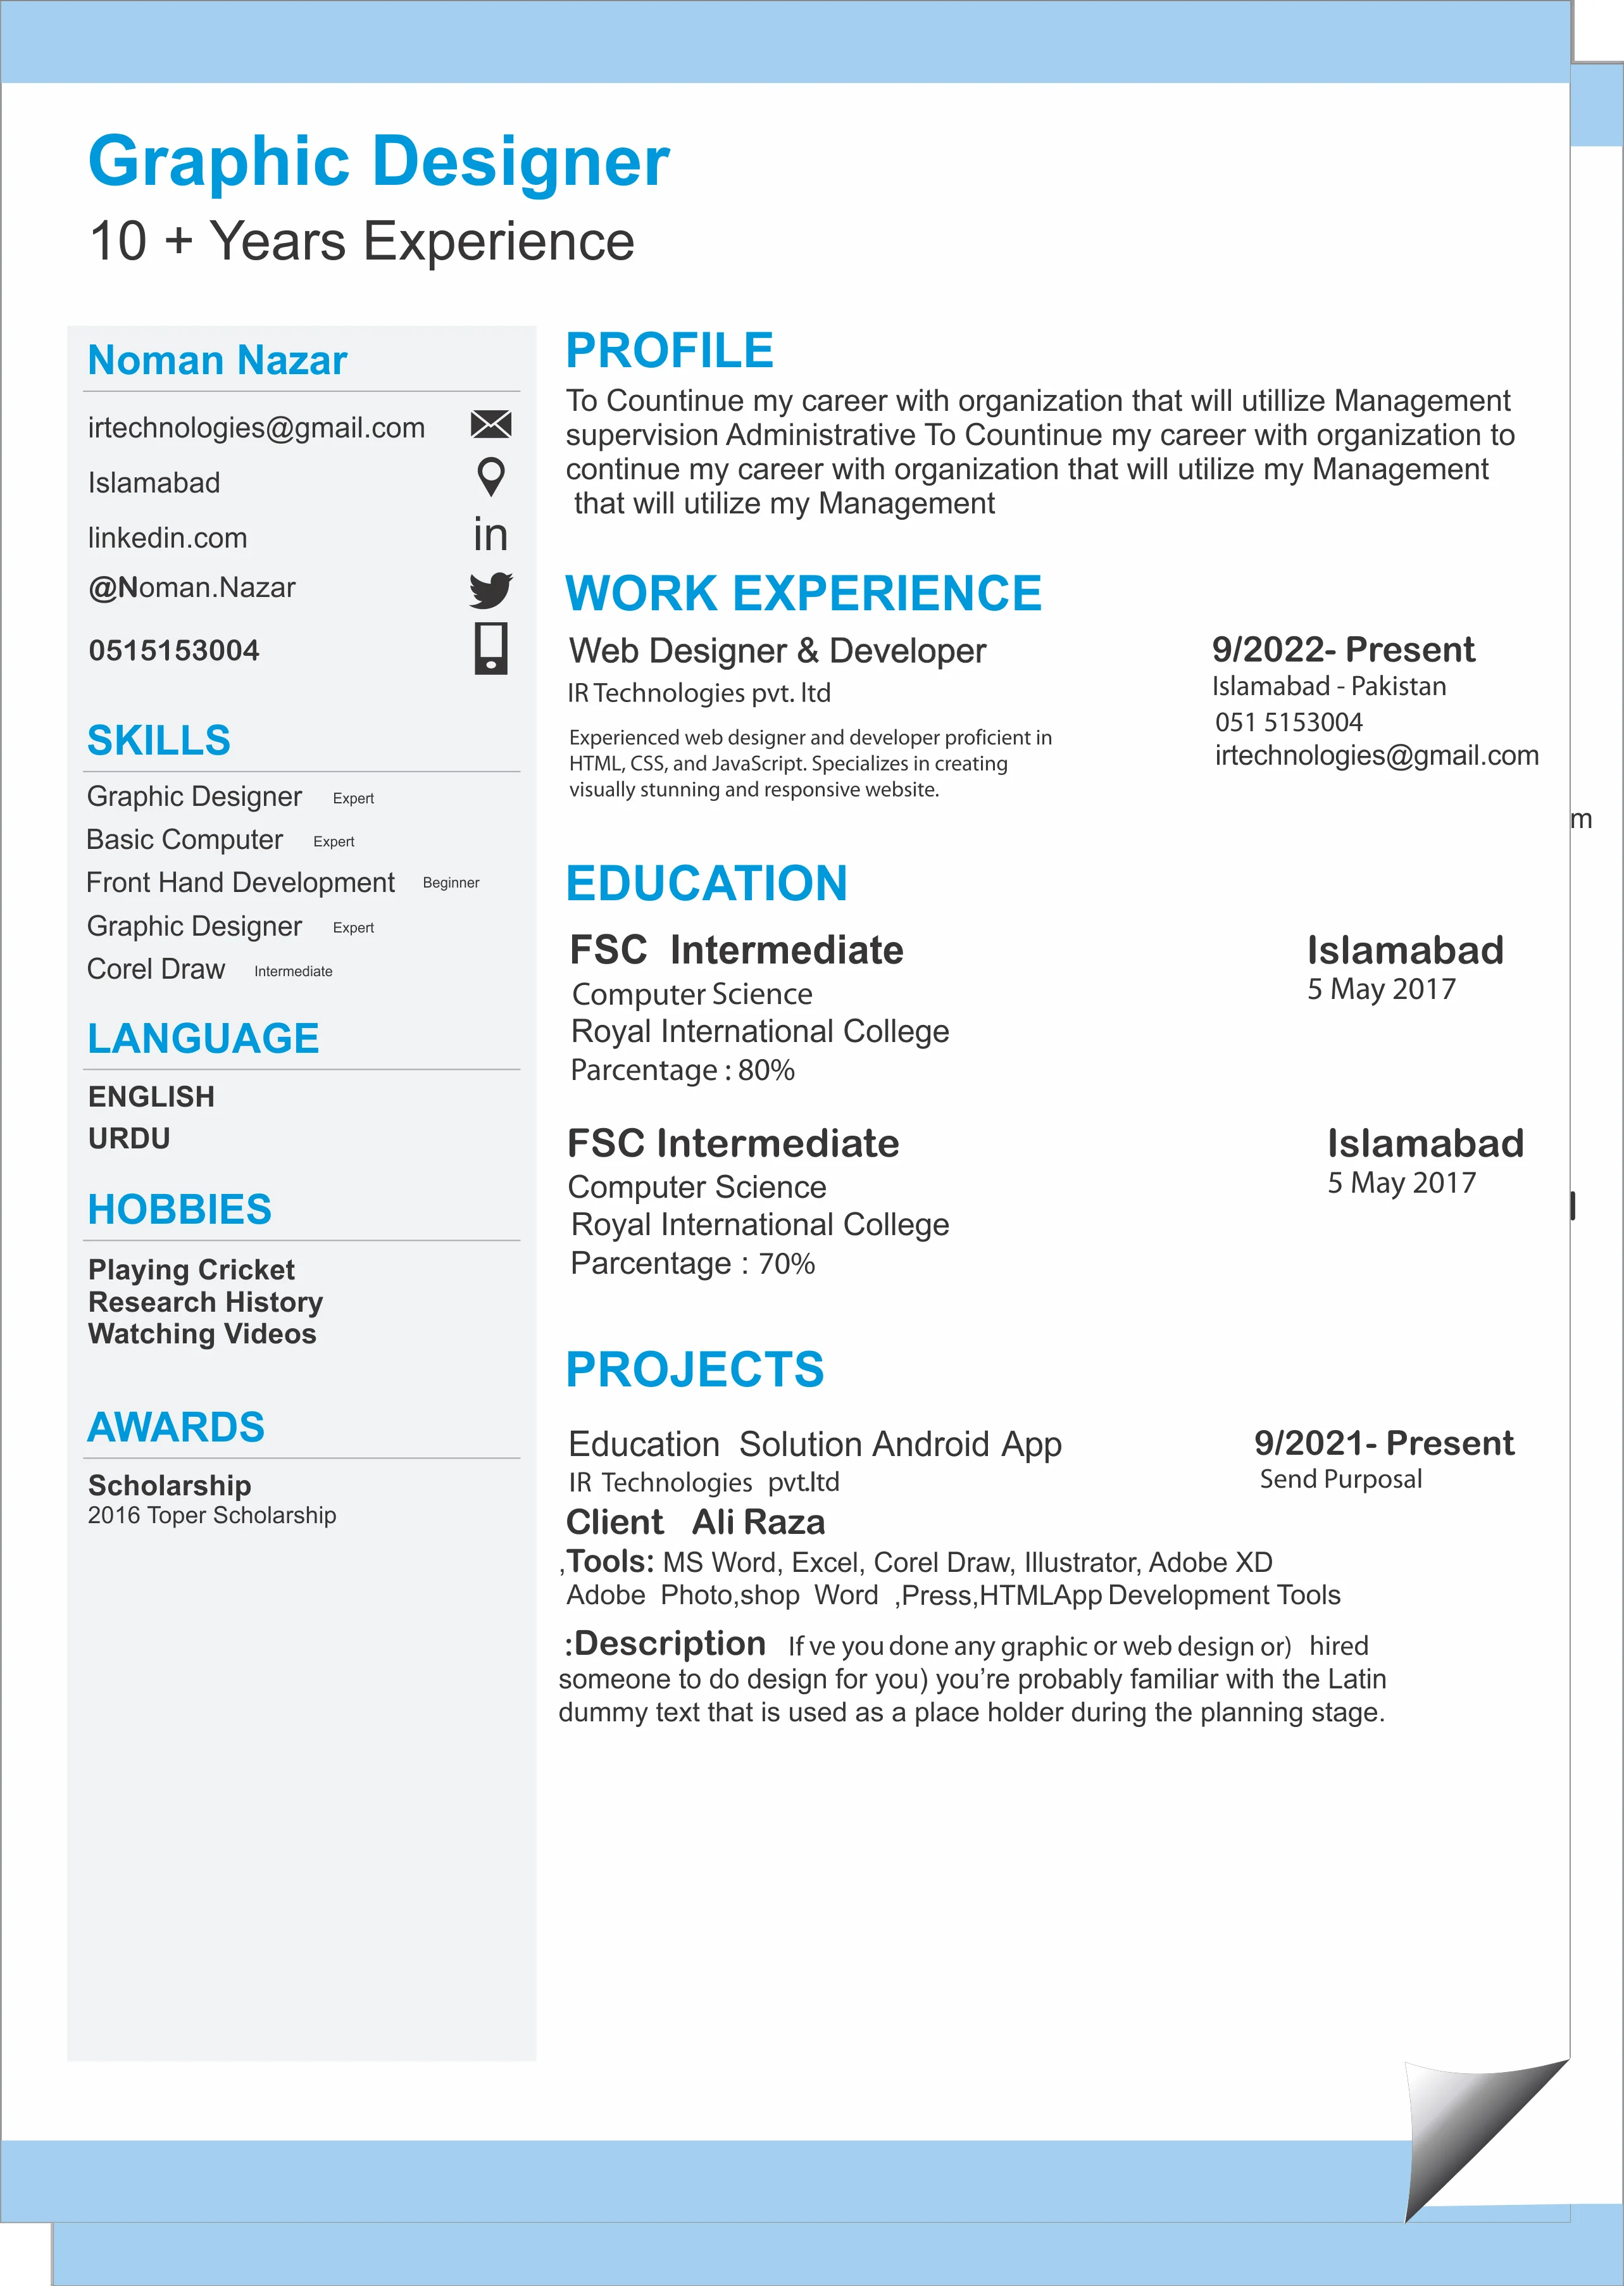 Graphic Designer
10 + Years Experience
Noman Nazar
irtechnologies@gmail.com
Islamabad
linkedin.com
in
@Noman.Nazar
0515153004
SKILLS
Graphic Designer Expert
Basic Computer Expert
Front Hand Development Beginner
Graphic Designer Expert
Corel Draw Intermediate
LANGUAGE
ENGLISH
URDU
HOBBIES
Playing Cricket
Research History
Watching Videos
AWARDS
Scholarship
2016 Toper Scholarship
PROFILE
To Countinue my career with organization that will utillize Management
supervision Administrative To Countinue my career with organization to
continue my career with organization that will utilize my Management
that will utilize my Management
WORK EXPERIENCE
Web Designer & Developer 9/2022- Present
IR Technologies pvt. ltd Islamabad - Pakistan
051 5153004
Experienced web designer and developer proficient in irtechnologies@gmail.com
HTML, CSS, and JavaScript. Specializes in creating
visually stunning and responsive website.
m
EDUCATION
FSC Intermediate Islamabad
Computer Science 5 May 2017
Royal International College
Parcentage : 80%
FSC Intermediate Islamabad
Computer Science 5 May 2017
Royal International College
Parcentage : 70%
PROJECTS
Education Solution Android App 9/2021- Present
IR Technologies pvt.ltd Send Purposal
Client Ali Raza
,Tools: MS Word, Excel, Corel Draw, Illustrator, Adobe XD
Adobe Photo,shop Word ,Press,HTMLApp Development Tools
:Description If ve you done any graphic or web design or) hired
someone to do design for you) you’re probably familiar with the Latin
dummy text that is used as a place holder during the planning stage.